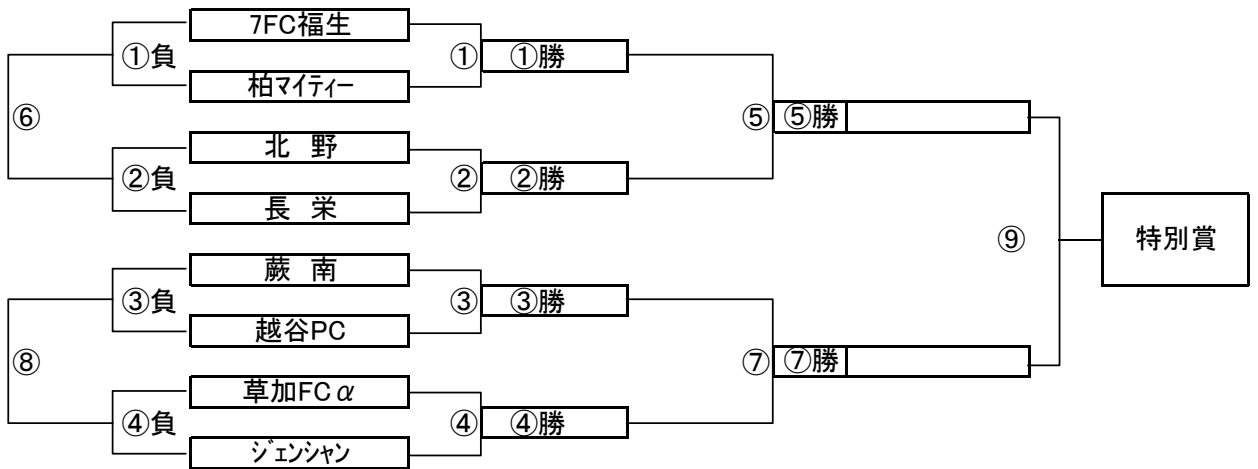 7FC福生
①負
①
①勝
柏マイティー
⑥
⑤
⑤勝
北 野
②負
②
②勝
長 栄
⑨
特別賞
蕨 南
③負
③
③勝
越谷PC
⑧
⑦
⑦勝
草加FCα
④負
④
④勝
ジェンシャン